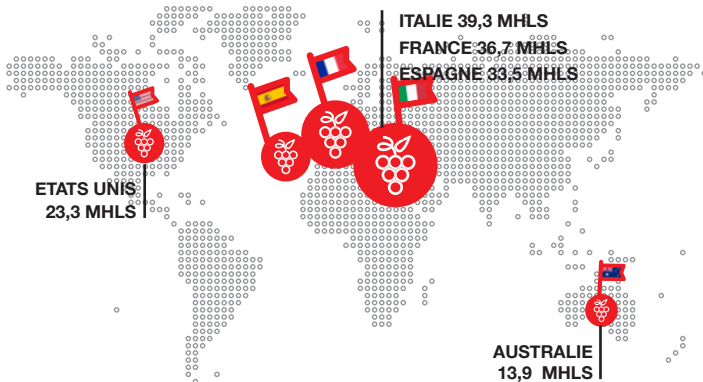 ITALIE 39,3 MHLS
FRANCE 36,7 MHLS
ESPAGNE 33,5 MHLS
ETATS UNIS
23,3 MHLS
AUSTRALIE
13,9 MHLS